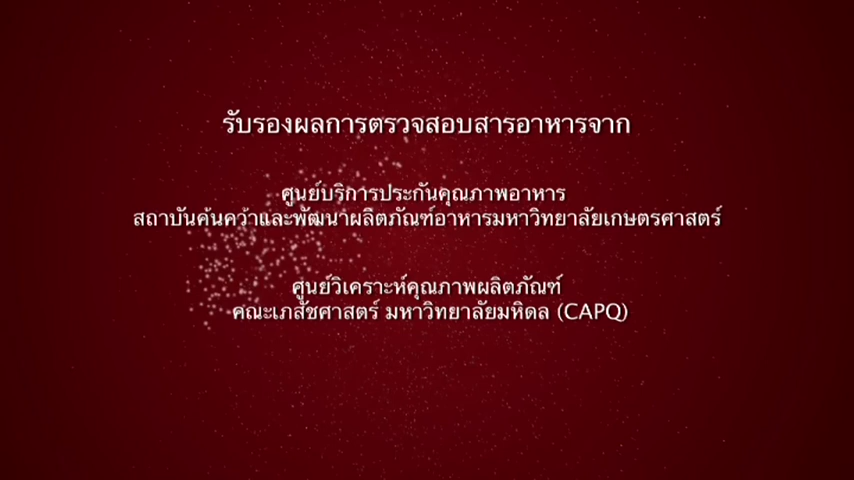 รับรองผลการตรวจสอบสารอาหารจาก
ศูนย์บริการประกันคุณภาพอาหาร
สถาบันค้นคว้าและพัฒนาผลิตภัณฑ์อาหารมหาวิทยาลัยเกษตรศาสตร์
ศูนย์วิเคราะห์คุณภาพผลิตภัณฑ์
คณะเภสัชศาสตร์ มหาวิทยาลัยมหิดล (CAPQ)